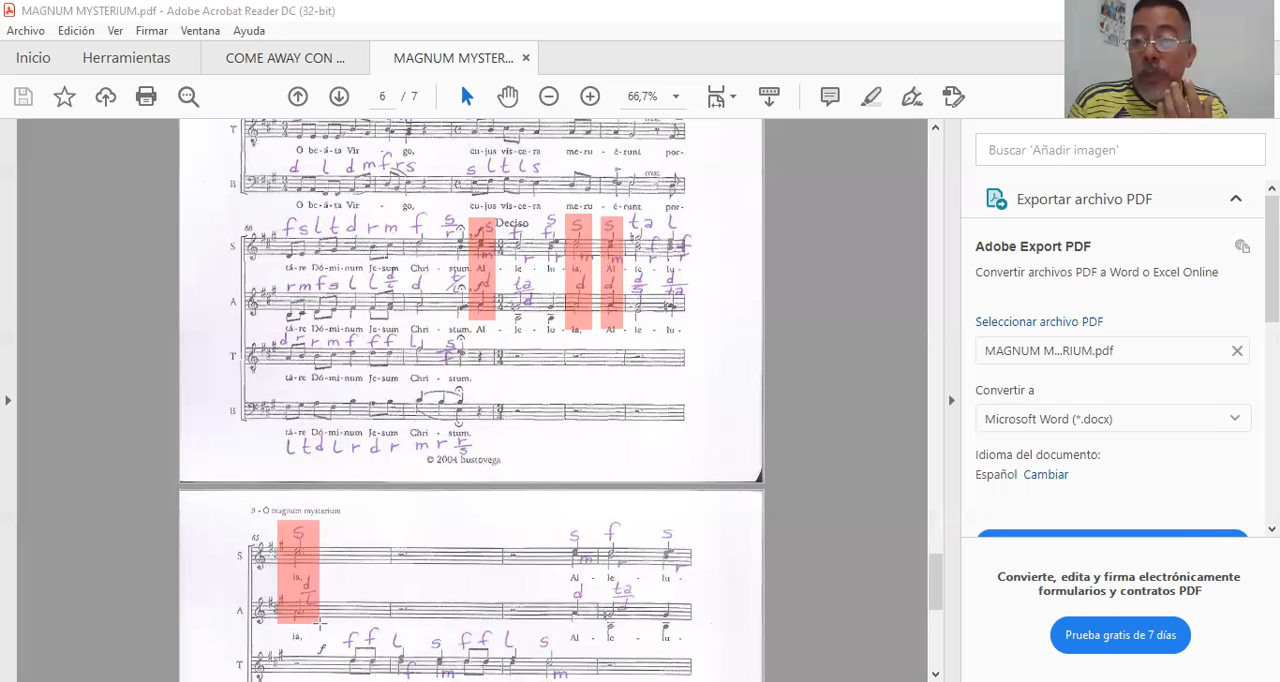 MAGNUM MYSTERIUM.pdf - Adobe Acrobat Reader DC (32-bit)
Archivo Edición Ver Firmar Ventana Ayuda
Inicio Herramientas COME AWAY CON ... MAGNUM MYSTER... ×
6 / 7 66,7%
T
O be-á-ta Vir - go, cu-jus vís-ce-ra me-ru - é-runt por-
d l d m f r s s l t l s
B
O be-á-ta Vir - go, cu-jus vís-ce-ra me-ru - é-runt por-
f s l t d r m f s/r s Deciso f f s s s ta l
S
tá-re Dó-mi-num Je-sum Chri - stum. Al - le - lu - ia, Al - le - lu -
r m f s l l d d ta d d d
A
tá-re Dó-mi-num Je-sum Chri - stum. Al - le - lu - ia, Al - le - lu -
d r r m f f f l s/f
T
tá-re Dó-mi-num Je-sum Chri - stum.
B
tá-re Dó-mi-num Je-sum Chri - stum.
l t d l r d r m r r/s
© 2004 bustovega
8 - O magnum mysterium
s s f s
65
S
m r r
ia, Al - le - lu -
d/l d ta/d
A
ia, Al - le - lu -
f f f l s f f l s
T
f m m
Buscar 'Añadir imagen'
Exportar archivo PDF
Adobe Export PDF
Convertir archivos PDF a Word o Excel Online
Seleccionar archivo PDF
MAGNUM M...RIUM.pdf ×
Convertir a
Microsoft Word (*.docx)
Idioma del documento:
Español Cambiar
Convierte, edita y firma electrónicamente
formularios y contratos PDF
Prueba gratis de 7 días